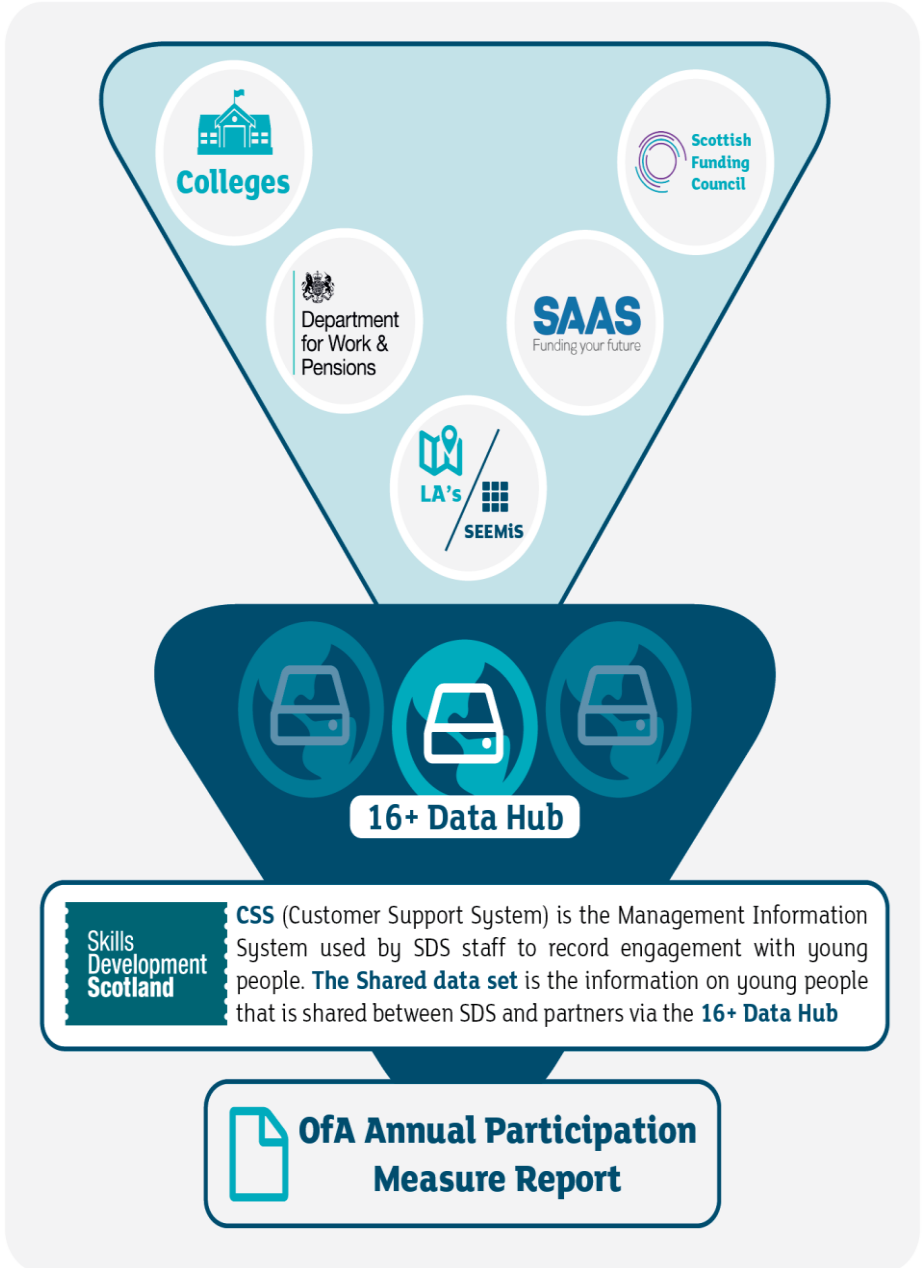 Colleges
Scottish
Funding
Council
Department
for Work &
Pensions
SAAS
Funding your future
LA's
SEEMiS
16+ Data Hub
Skills
Development
Scotland
CSS (Customer Support System) is the Management Information
System used by SDS staff to record engagement with young
people. The Shared data set is the information on young people
that is shared between SDS and partners via the 16+ Data Hub
OfA Annual Participation
Measure Report